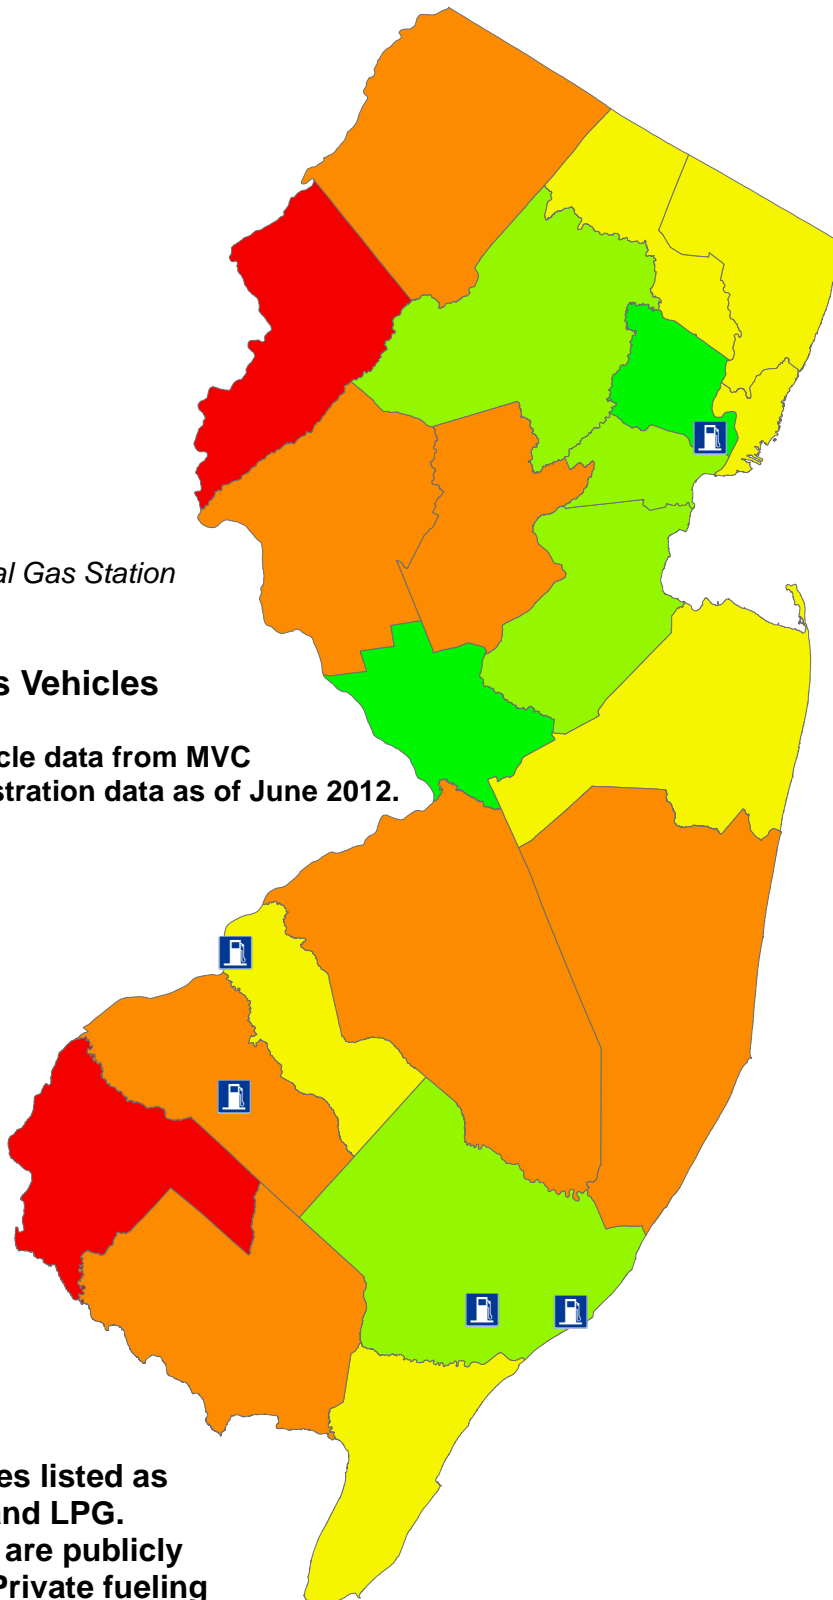 al Gas Station
s Vehicles
cle data from MVC
stration data as of June 2012.
es listed as
and LPG.
are publicly
Private fueling